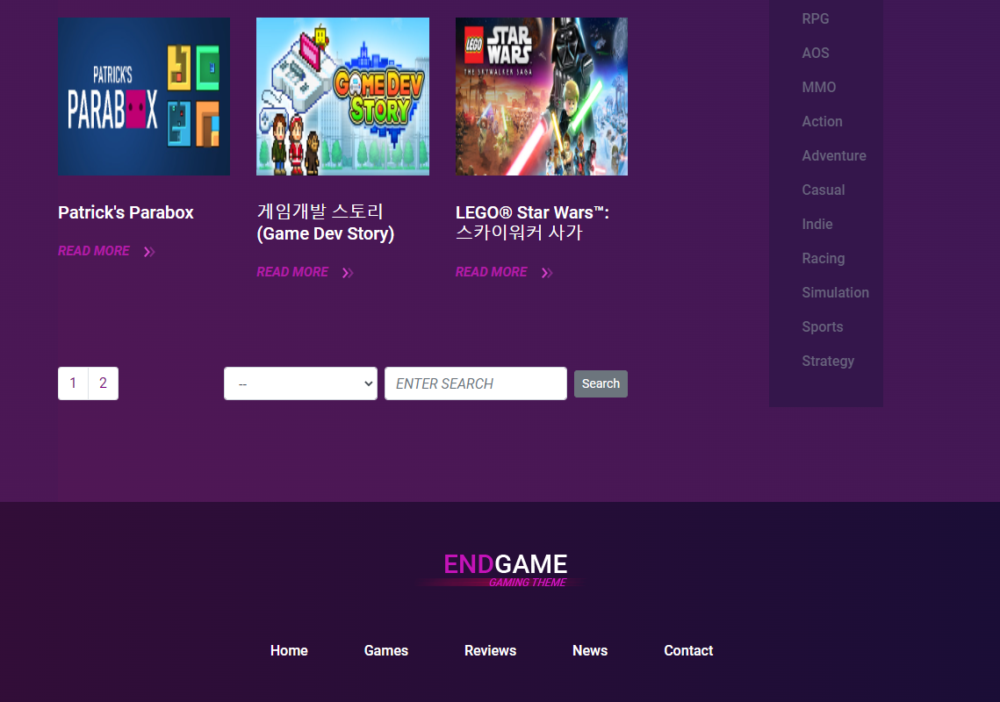 PATRICK'S
PARABOX
GAME DEV
STORY
LEGO
STAR
WARS
THE SKYWALKER SAGA
Patrick's Parabox
READ MORE
게임개발 스토리
(Game Dev Story)
READ MORE
LEGO® Star Wars™:
스카이워커 사가
READ MORE
1 2
--
ENTER SEARCH
Search
RPG
AOS
MMO
Action
Adventure
Casual
Indie
Racing
Simulation
Sports
Strategy
ENDGAME
GAMING THEME
Home Games Reviews News Contact